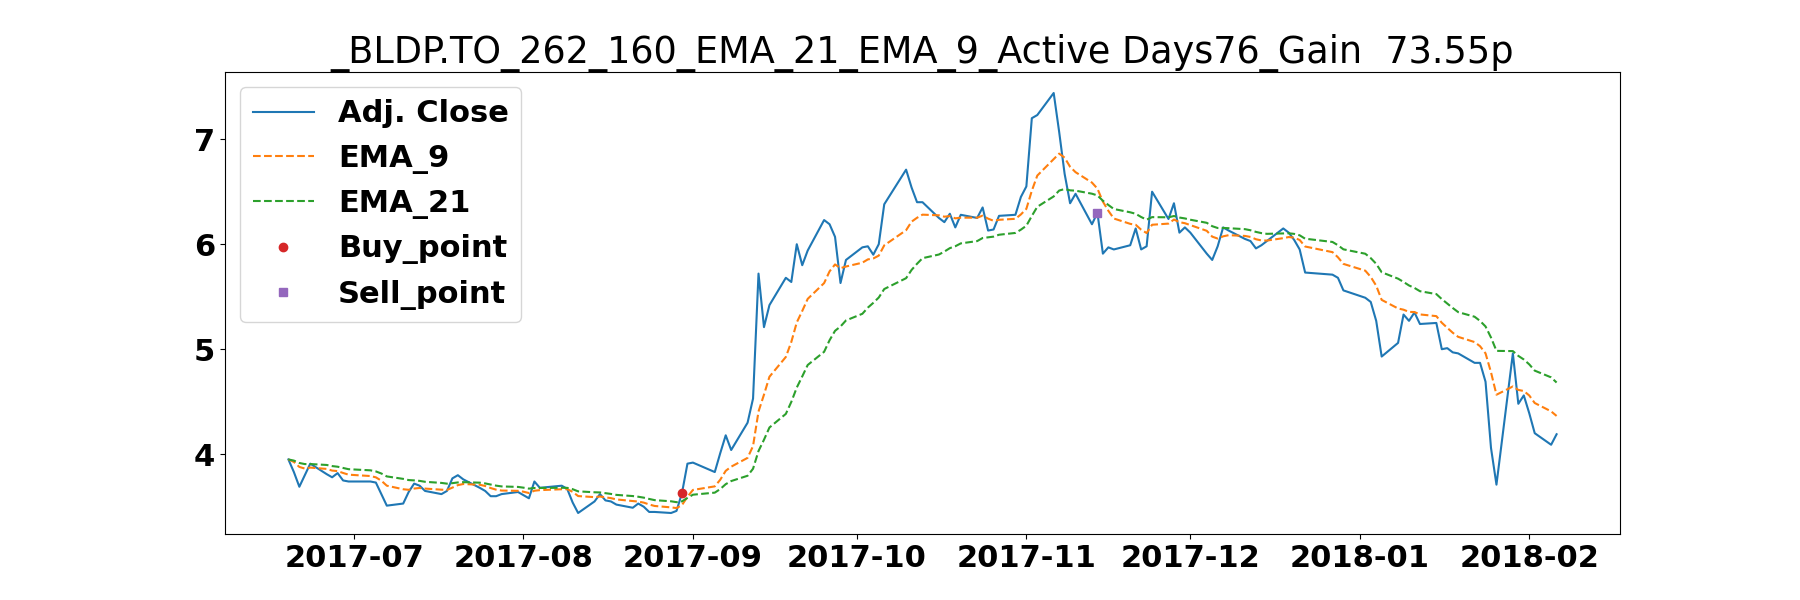 _BLDP.TO_262_160_EMA_21_EMA_9_Active Days76_Gain  73.55p
Adj. Close
EMA_9
EMA_21
Buy_point
Sell_point
7
6
5
4
2017-07 2017-08 2017-09 2017-10 2017-11 2017-12 2018-01 2018-02